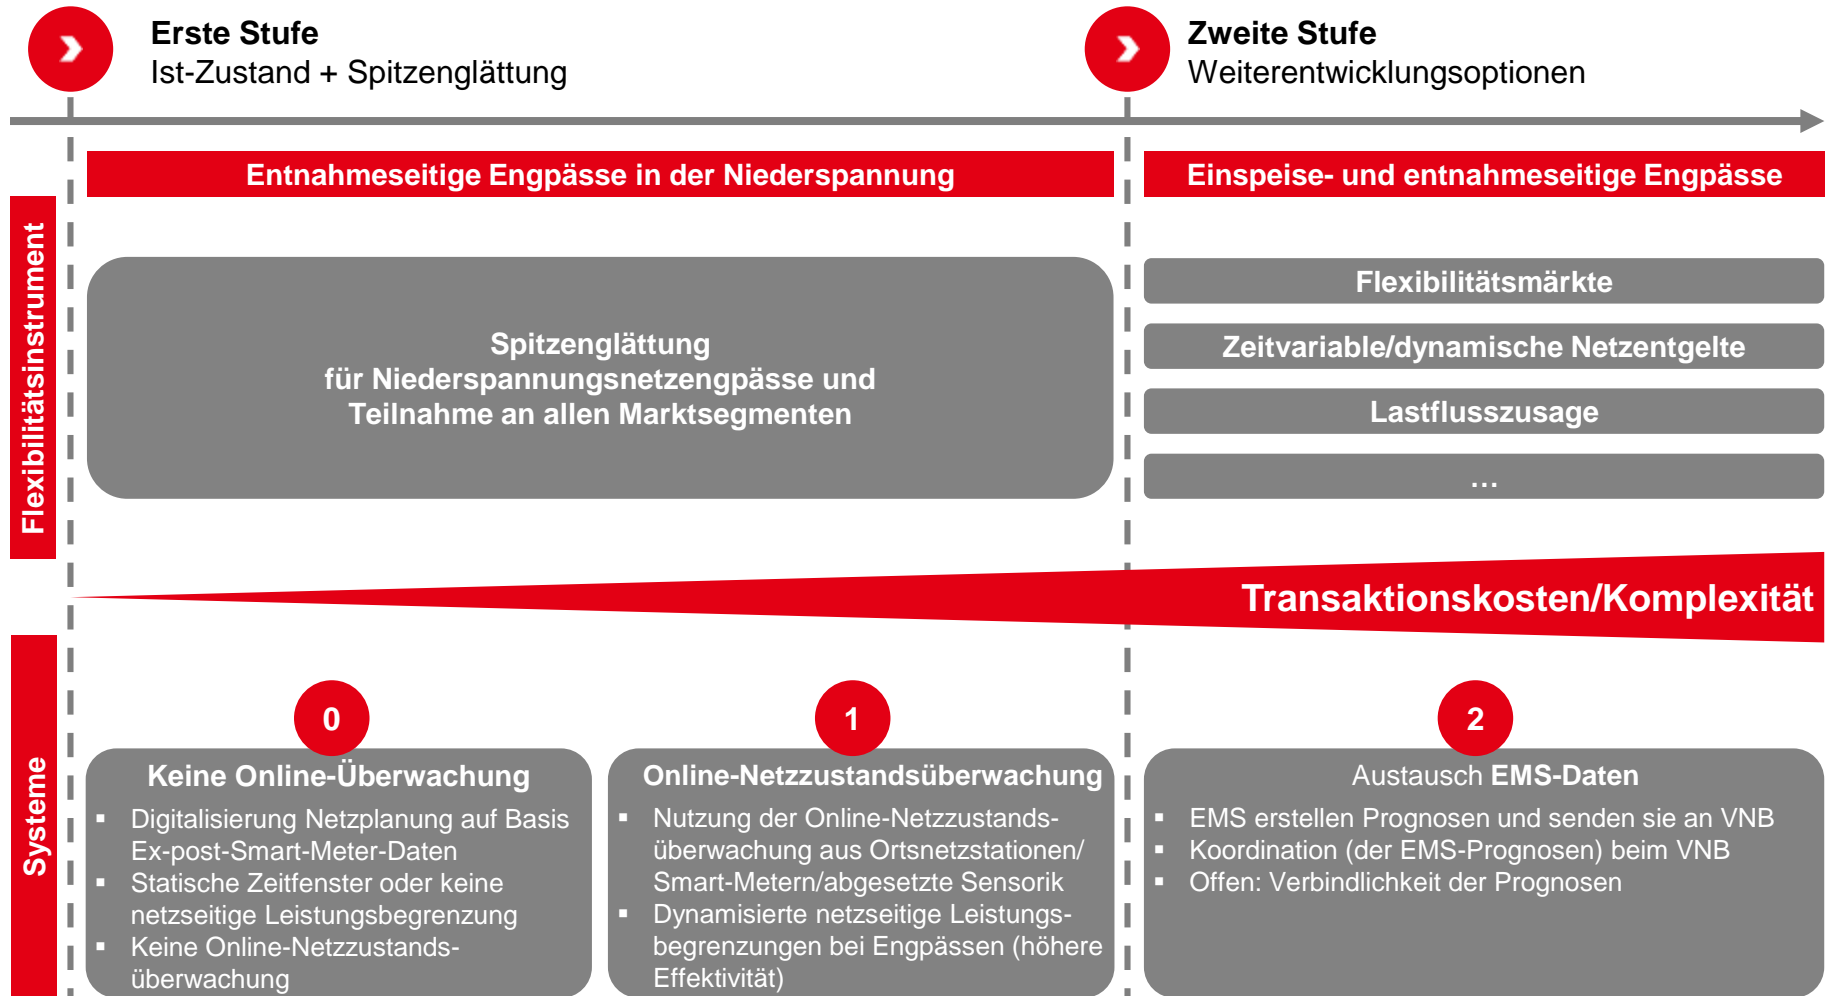 Erste Stufe
Ist-Zustand + Spitzenglättung
Zweite Stufe
Weiterentwicklungsoptionen
Entnahmeseitige Engpässe in der Niederspannung
Einspeise- und entnahmeseitige Engpässe
Flexibilitätsinstrument
Spitzenglättung
für Niederspannungsnetzengpässe und
Teilnahme an allen Marktsegmenten
Flexibilitätsmärkte
Zeitvariable/dynamische Netzentgelte
Lastflusszusage
…
Transaktionskosten/Komplexität
Systeme
0
Keine Online-Überwachung
▪ Digitalisierung Netzplanung auf Basis
Ex-post-Smart-Meter-Daten
▪ Statische Zeitfenster oder keine
netzseitige Leistungsbegrenzung
▪ Keine Online-Netzzustands-
überwachung
1
Online-Netzzustandsüberwachung
▪ Nutzung der Online-Netzzustands-
überwachung aus Ortsnetzstationen/
Smart-Metern/abgesetzte Sensorik
▪ Dynamisierte netzseitige Leistungs-
begrenzungen bei Engpässen (höhere
Effektivität)
2
Austausch EMS-Daten
▪ EMS erstellen Prognosen und senden sie an VNB
▪ Koordination (der EMS-Prognosen) beim VNB
▪ Offen: Verbindlichkeit der Prognosen